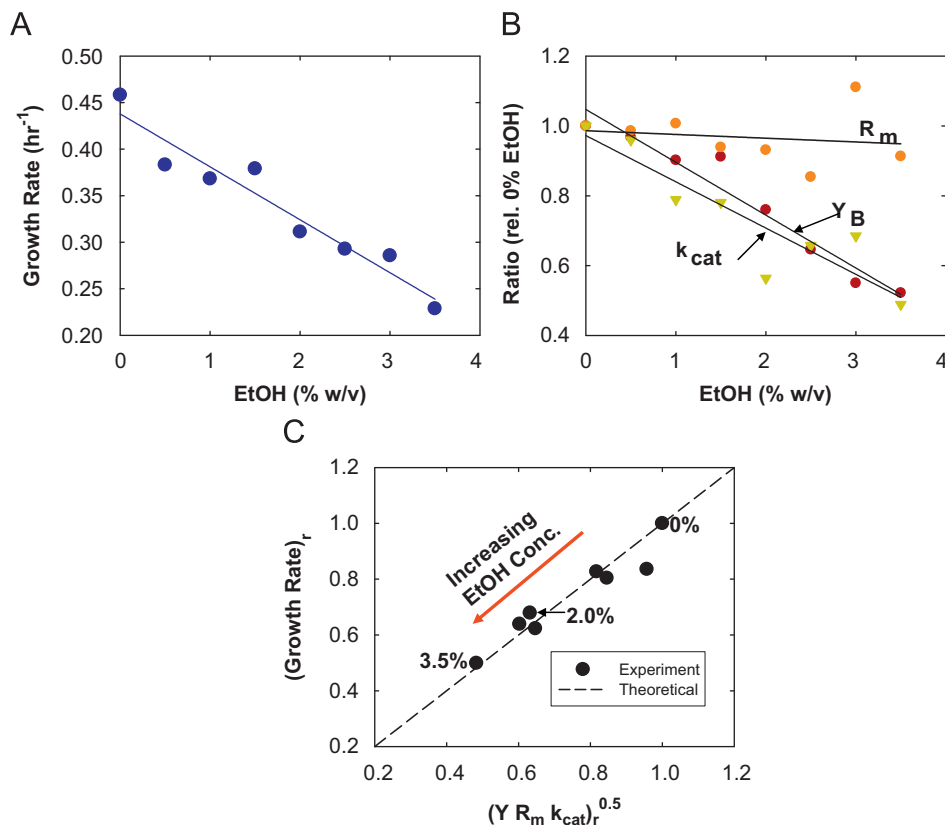 A
Growth Rate (hr-1)
0.50
0.45
0.40
0.35
0.30
0.25
0.20
0
1
2
3
4
EtOH (% w/v)
B
Ratio (rel. 0% EtOH)
1.2
1.0
0.8
0.6
0.4
Rm
YB
kcat
0
1
2
3
4
EtOH (% w/v)
C
(Growth Rate)r
1.2
1.0
0.8
0.6
0.4
0.2
Increasing
EtOH Conc.
0%
2.0%
3.5%
Experiment
Theoretical
0.2
0.4
0.6
0.8
1.0
1.2
(Y Rm kcat)r0.5